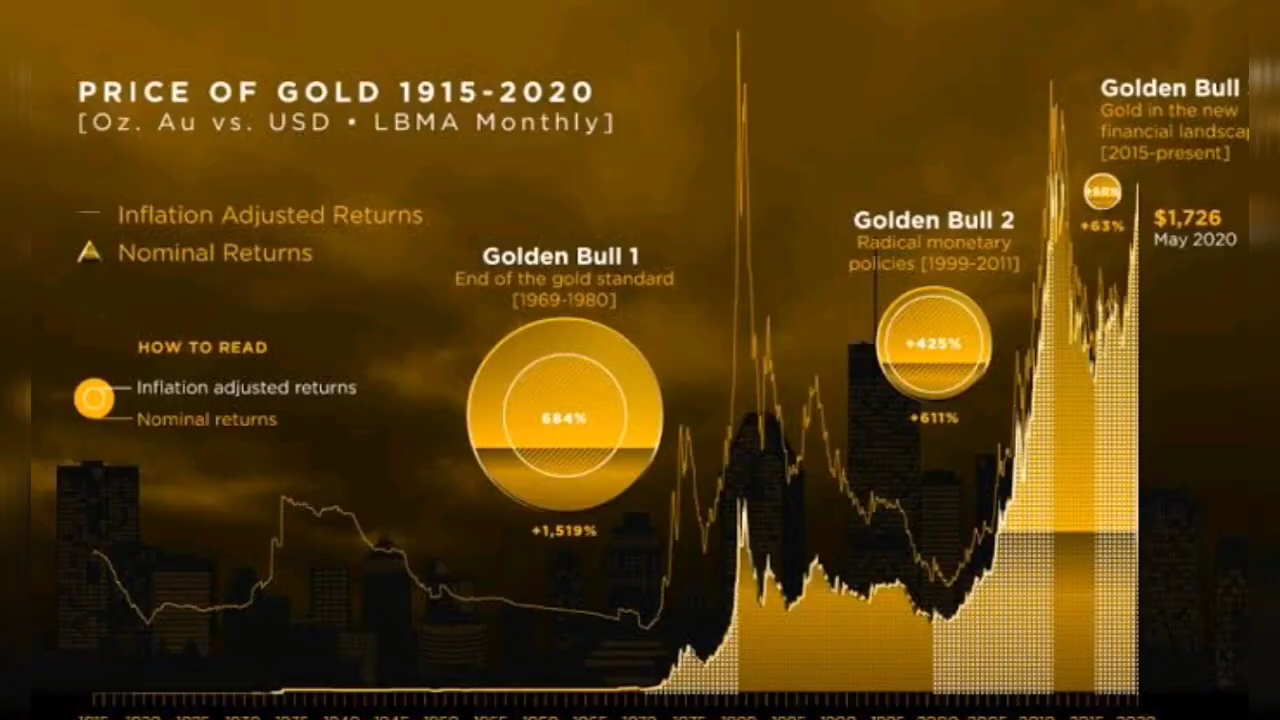 PRICE OF GOLD 1915-2020
[Oz. Au vs. USD • LBMA Monthly]
Inflation Adjusted Returns
Nominal Returns
HOW TO READ
Inflation adjusted returns
Nominal returns
Golden Bull 1
End of the gold standard
[1969-1980]
684%
+1,519%
Golden Bull 2
Radical monetary
policies [1999-2011]
+425%
+611%
Golden Bull
Gold in the new
financial
[2015-present]
+63%
$1,726
May 2020